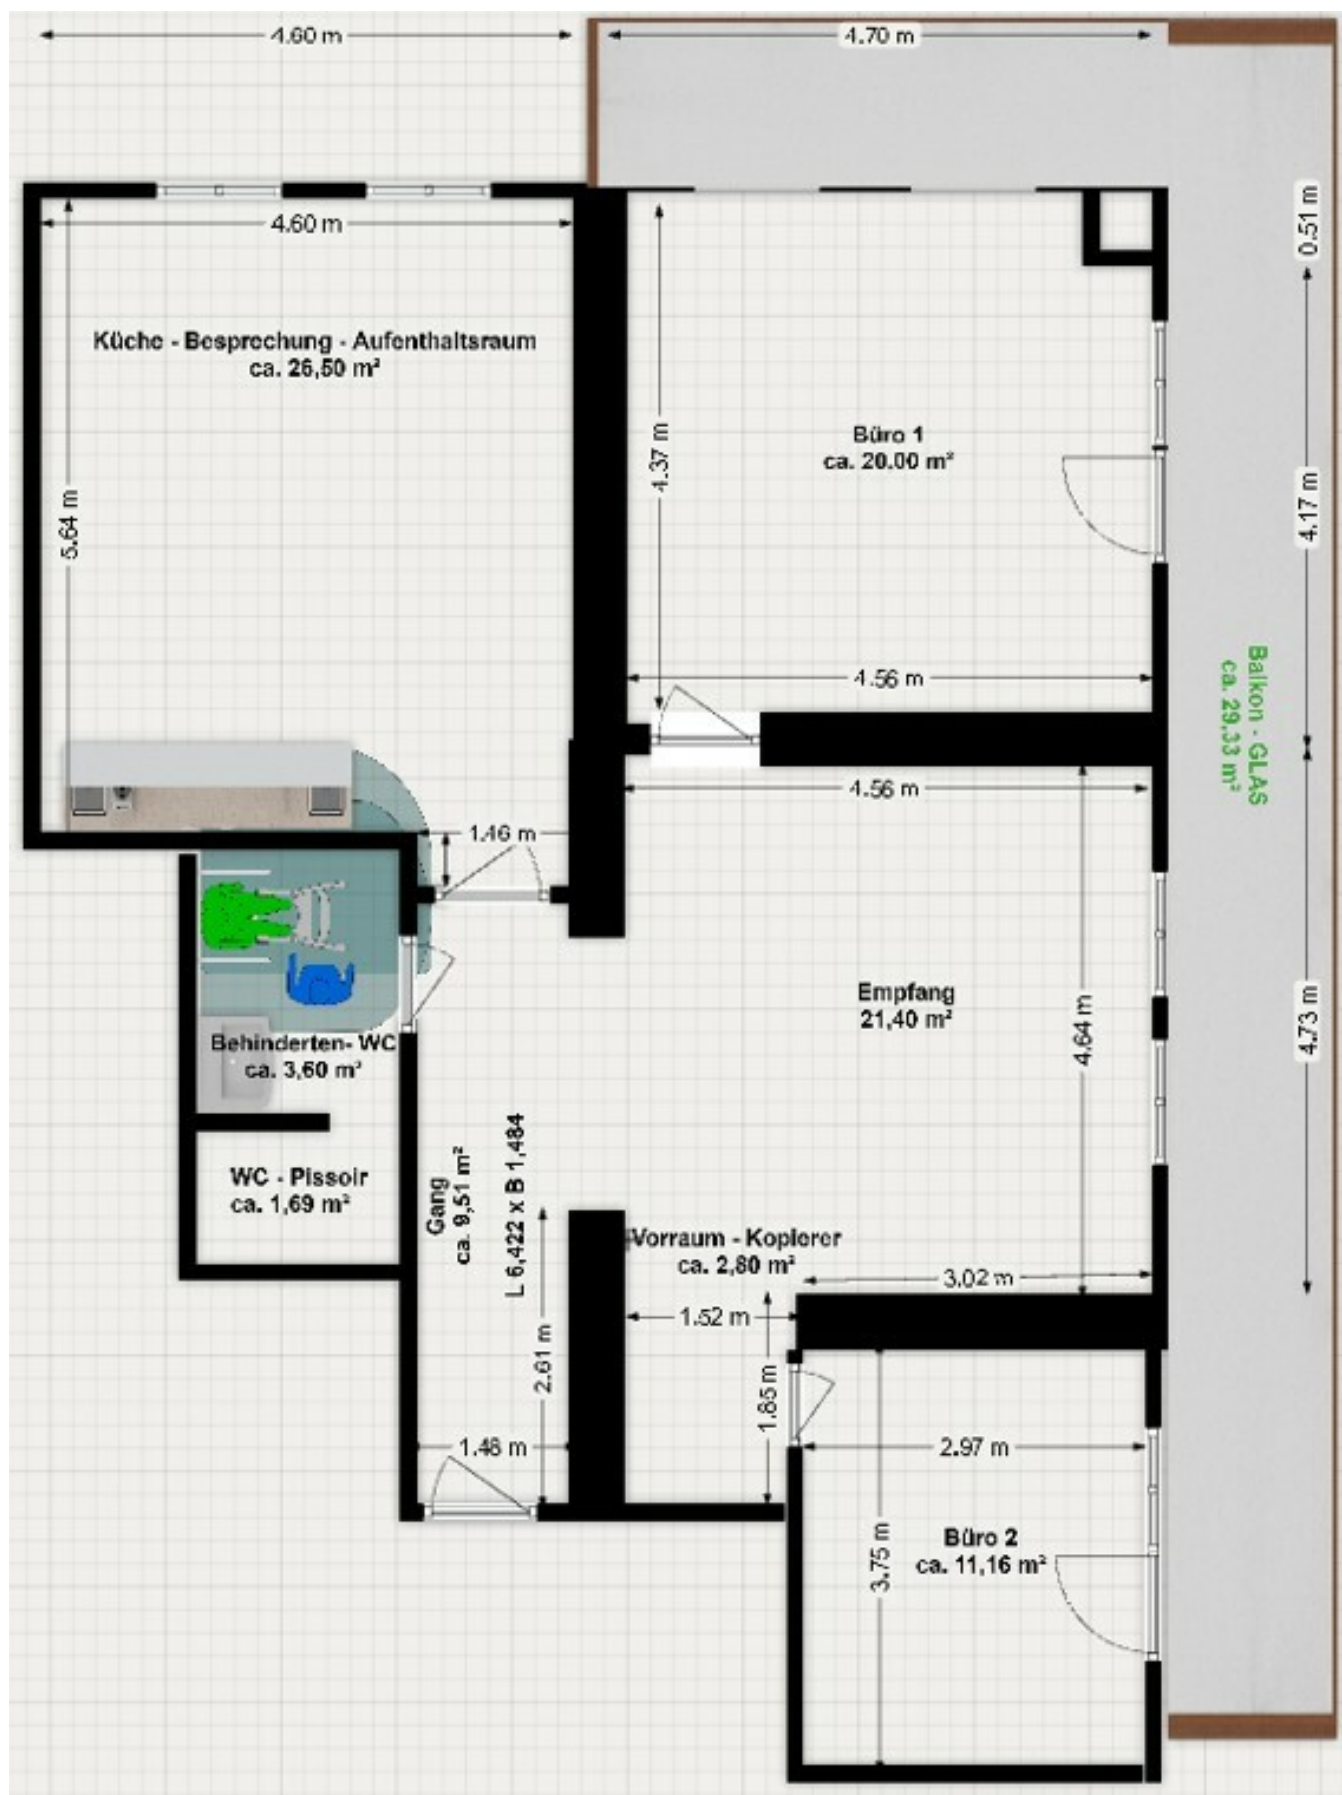 4.60 m
4.70 m
4.60 m
0.51 m
Küche - Besprechung - Aufenthaltsraum
ca. 26,50 m²
Büro 1
ca. 20.00 m²
4.37 m
5.64 m
4.17 m
4.56 m
Balkon - GLAS
ca. 29,33 m²
4.56 m
1.46 m
Empfang
21,40 m²
4.64 m
4.73 m
Behinderten- WC
ca. 3,60 m²
WC - Pissoir
ca. 1,69 m²
Gang
ca. 9,51 m²
L 6,422 x B 1,484
Vorraum - Kopierer
ca. 2,80 m²
3.02 m
1.52 m
2.61 m
1.85 m
1.48 m
2.97 m
Büro 2
ca. 11,16 m²
3.75 m